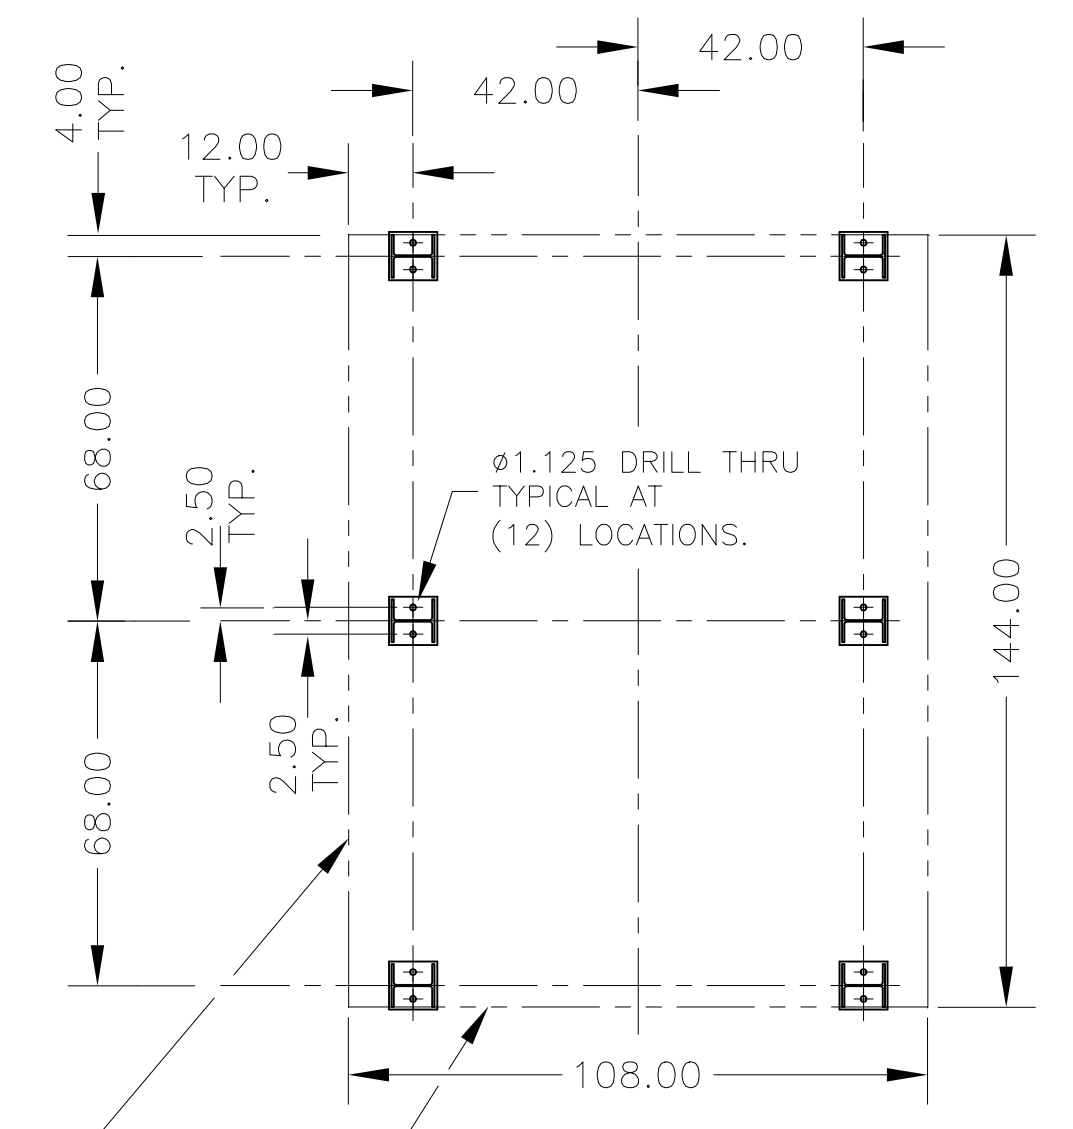 42.00
42.00
4.00
TYP.
12.00
TYP.
68.00
2.50
TYP.
ø1.125 DRILL THRU
TYPICAL AT
(12) LOCATIONS.
144.00
2.50
TYP.
68.00
108.00